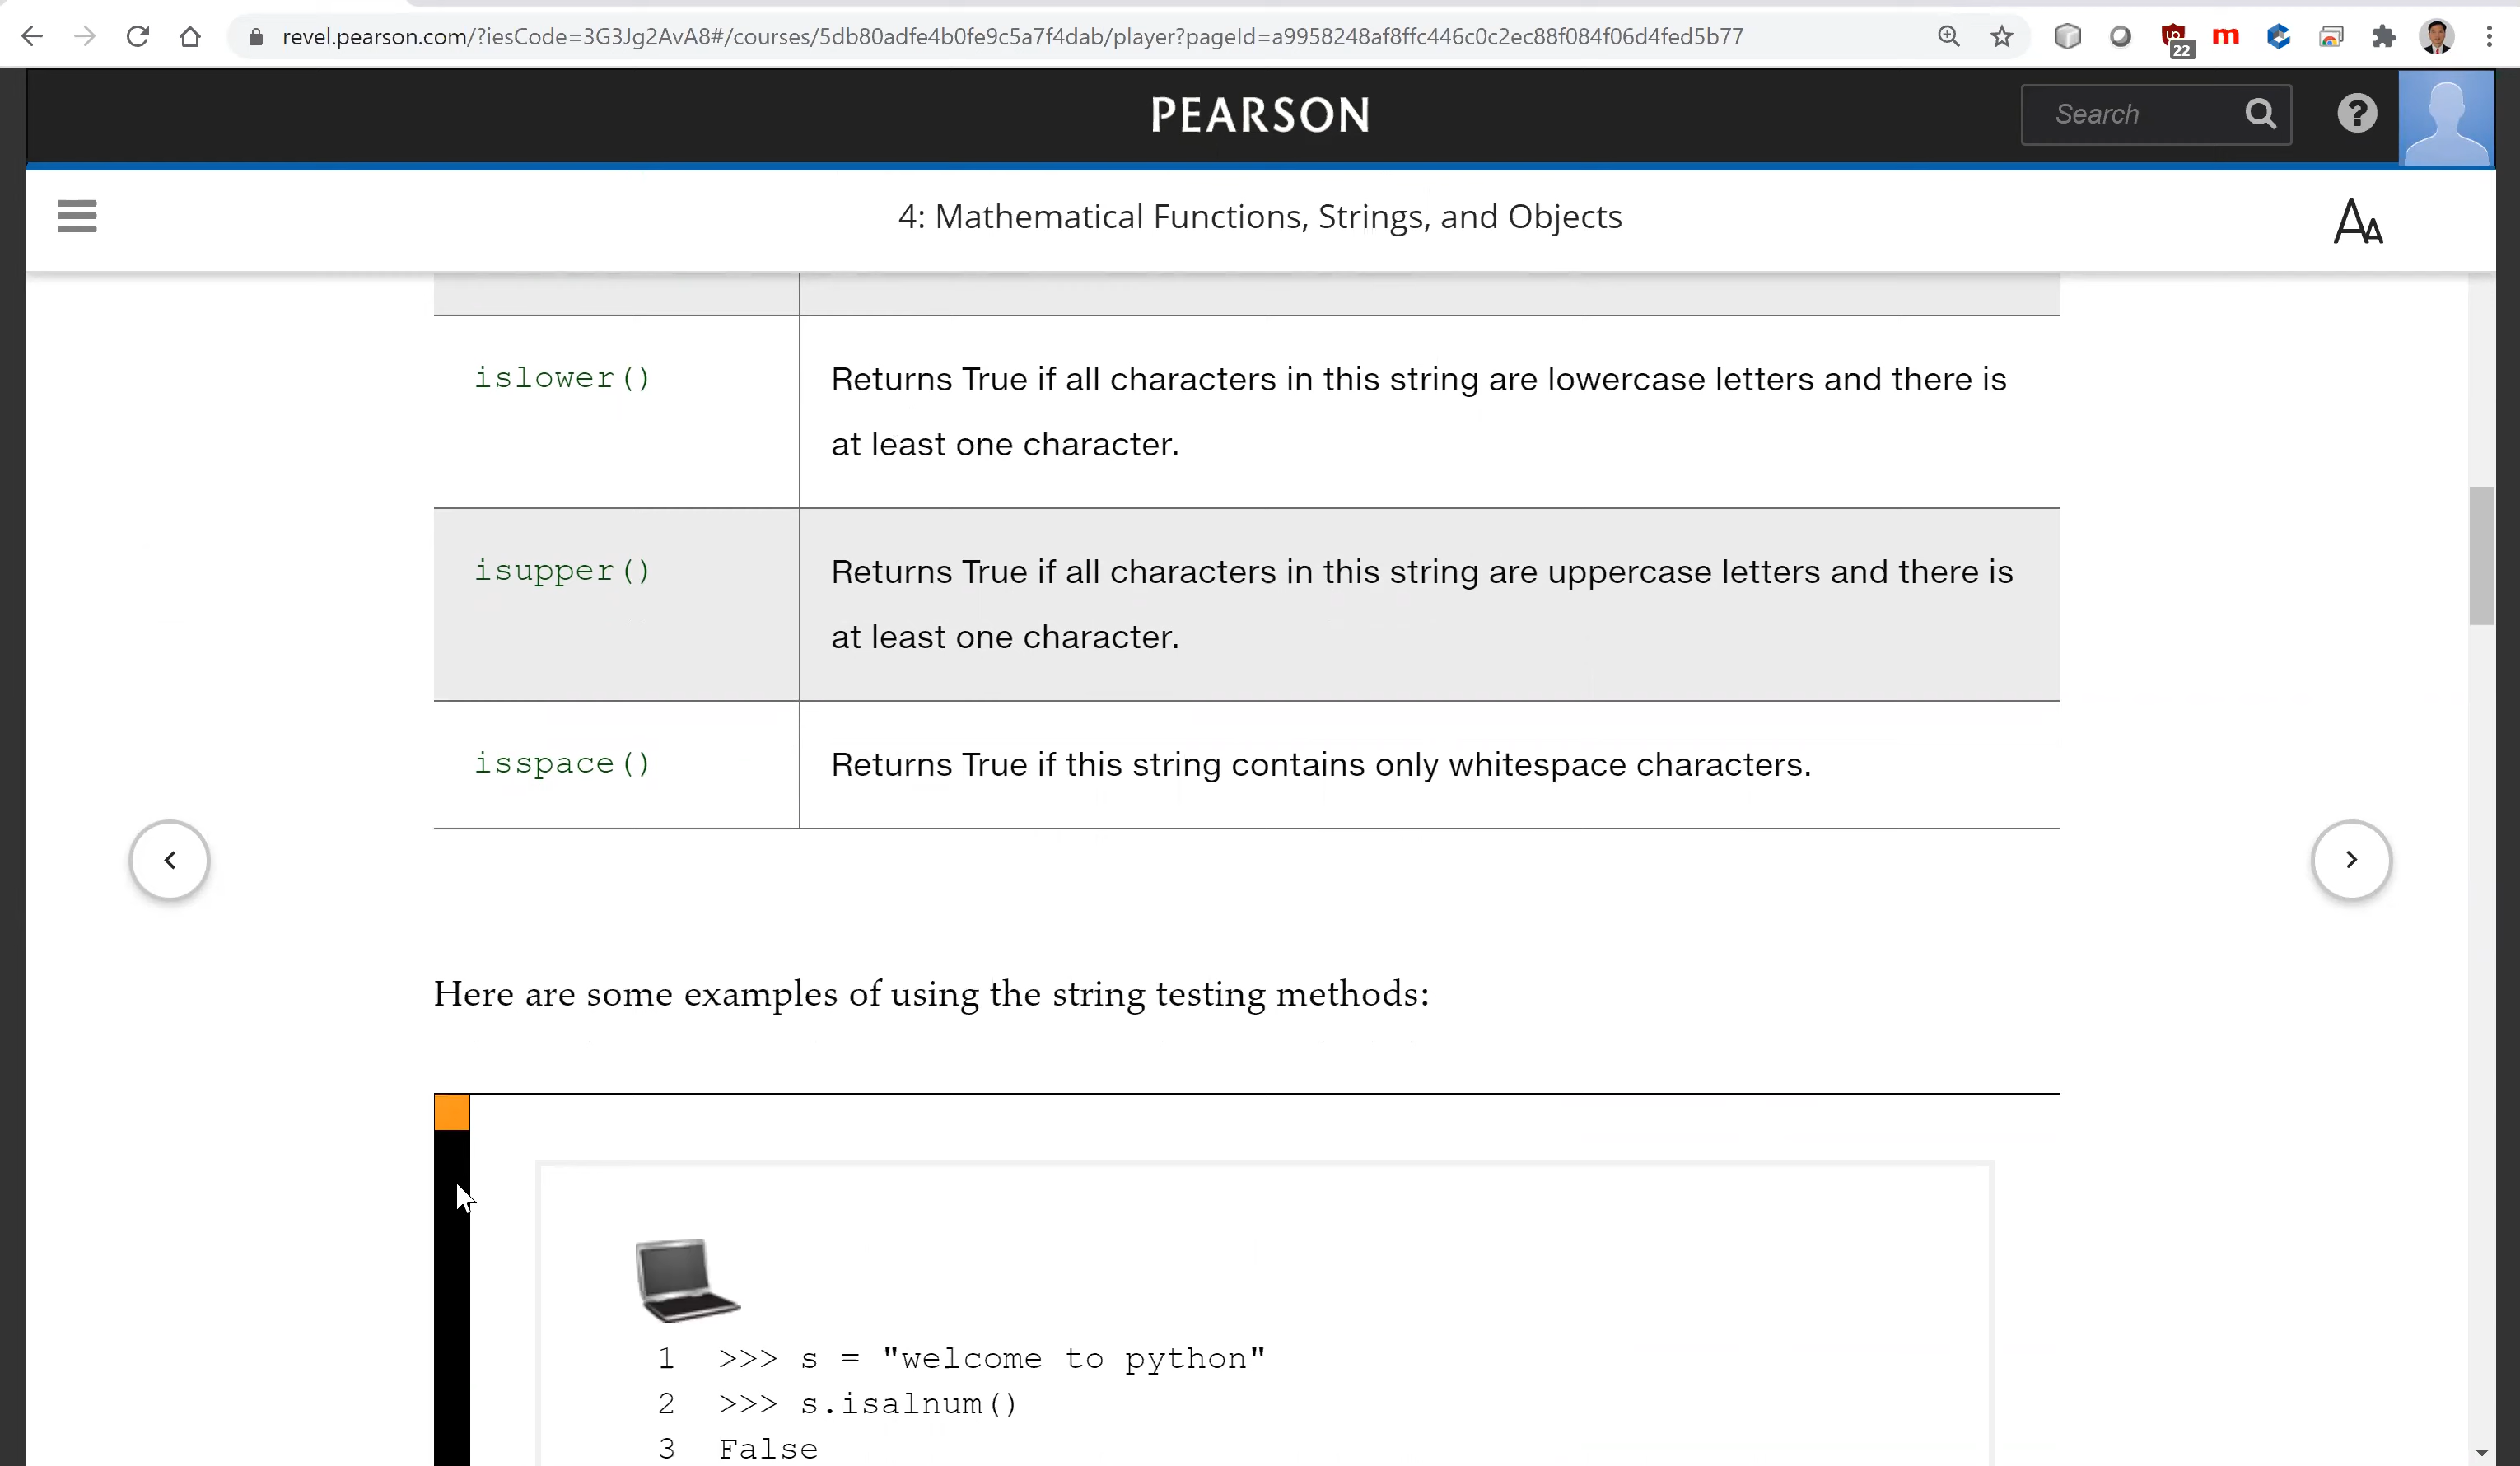 revel.pearson.com/?iesCode=3G3Jg2AvA8#/courses/5db80adfe4b0fe9c5a7f4dab/player?pageId=a9958248af8ffc446c0c2ec88f084f06d4fed5b77
22
m
PEARSON
Search
?
4: Mathematical Functions, Strings, and Objects
AA
islower()
Returns True if all characters in this string are lowercase letters and there is
at least one character.
isupper()
Returns True if all characters in this string are uppercase letters and there is
at least one character.
isspace()
Returns True if this string contains only whitespace characters.
Here are some examples of using the string testing methods:
1 >>> s = "welcome to python"
2 >>> s.isalnum()
3 False